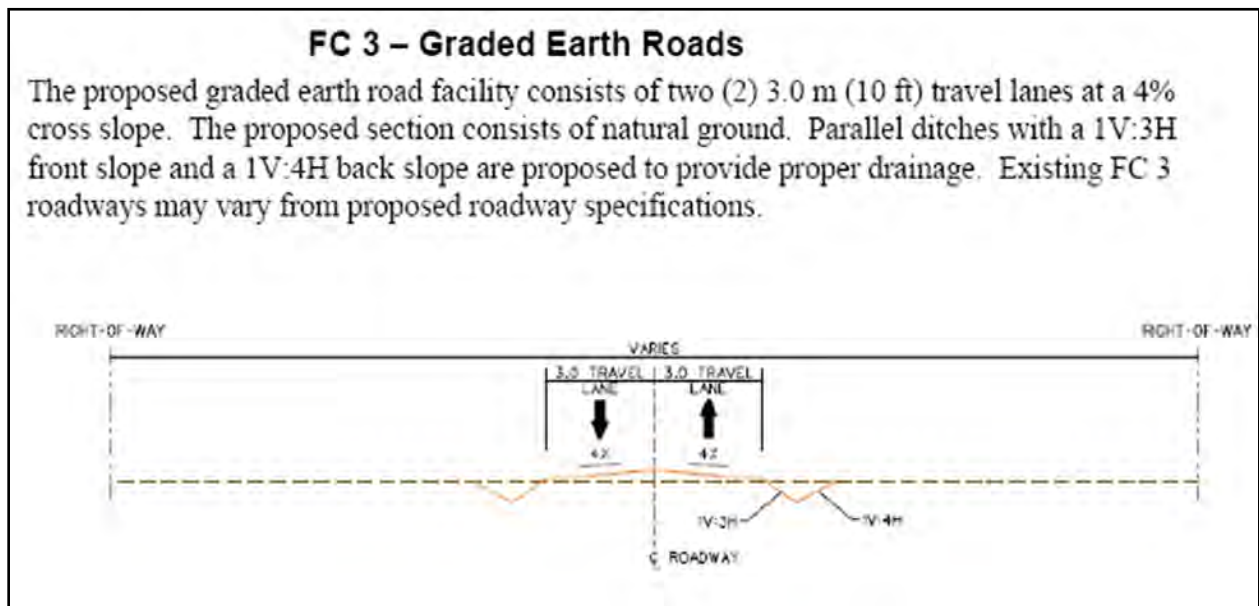 FC 3 – Graded Earth Roads
The proposed graded earth road facility consists of two (2) 3.0 m (10 ft) travel lanes at a 4%
cross slope. The proposed section consists of natural ground. Parallel ditches with a 1V:3H
front slope and a 1V:4H back slope are proposed to provide proper drainage. Existing FC 3
roadways may vary from proposed roadway specifications.
RIGHT-OF-WAY
RIGHT-OF-WAY
VARIES
3.0 TRAVEL
LANE
3.0 TRAVEL
LANE
4%
4%
1V:3H
1V:4H
℄ ROADWAY